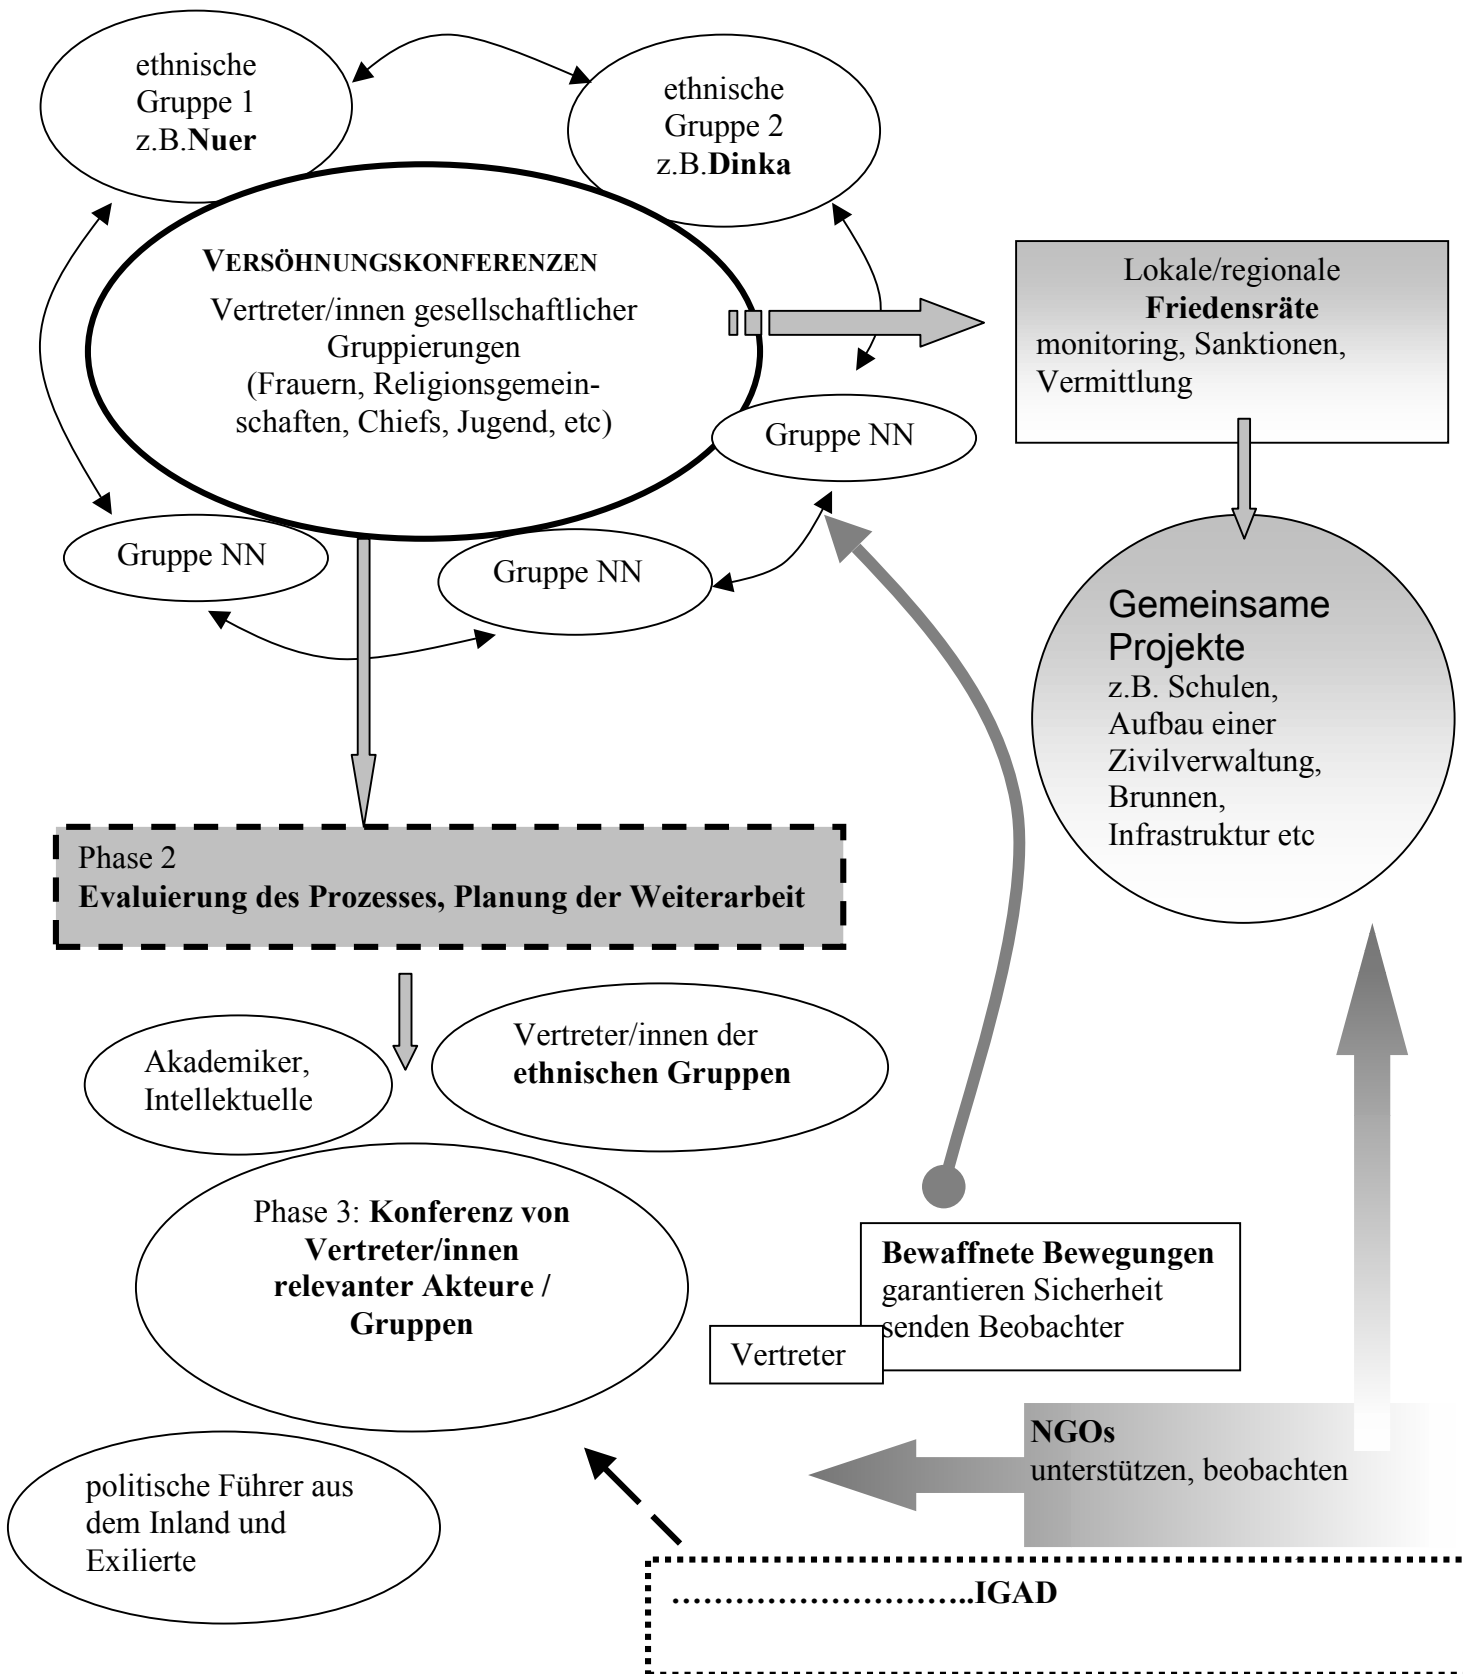 ethnische
Gruppe 1
z.B.Nuer
ethnische
Gruppe 2
z.B.Dinka
VERSÖHNUNGSKONFERENZEN
Vertreter/innen gesellschaftlicher
Gruppierungen
(Frauern, Religionsgemein-
schaften, Chiefs, Jugend, etc)
Lokale/regionale
Friedensräte
monitoring, Sanktionen,
Vermittlung
Gruppe NN
Gruppe NN
Gruppe NN
Gemeinsame
Projekte
z.B. Schulen,
Aufbau einer
Zivilverwaltung,
Brunnen,
Infrastruktur etc
Phase 2
Evaluierung des Prozesses, Planung der Weiterarbeit
Akademiker,
Intellektuelle
Vertreter/innen der
ethnischen Gruppen
Phase 3: Konferenz von
Vertreter/innen
relevanter Akteure /
Gruppen
Bewaffnete Bewegungen
garantieren Sicherheit
senden Beobachter
Vertreter
NGOs
unterstützen, beobachten
politische Führer aus
dem Inland und
Exilierte
…………………………..IGAD